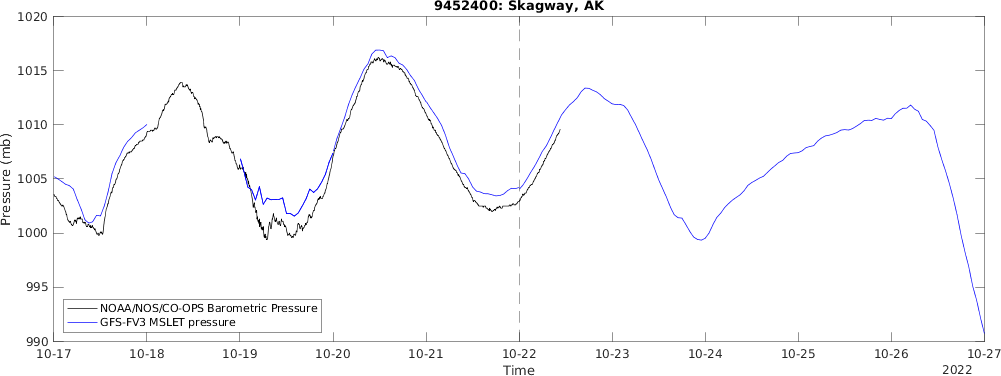 9452400: Skagway, AK
Pressure (mb)
1020
1015
1010
1005
1000
995
990
NOAA/NOS/CO-OPS Barometric Pressure
GFS-FV3 MSLET pressure
10-17 10-18 10-19 10-20 10-21 10-22 10-23 10-24 10-25 10-26 10-27
Time
2022